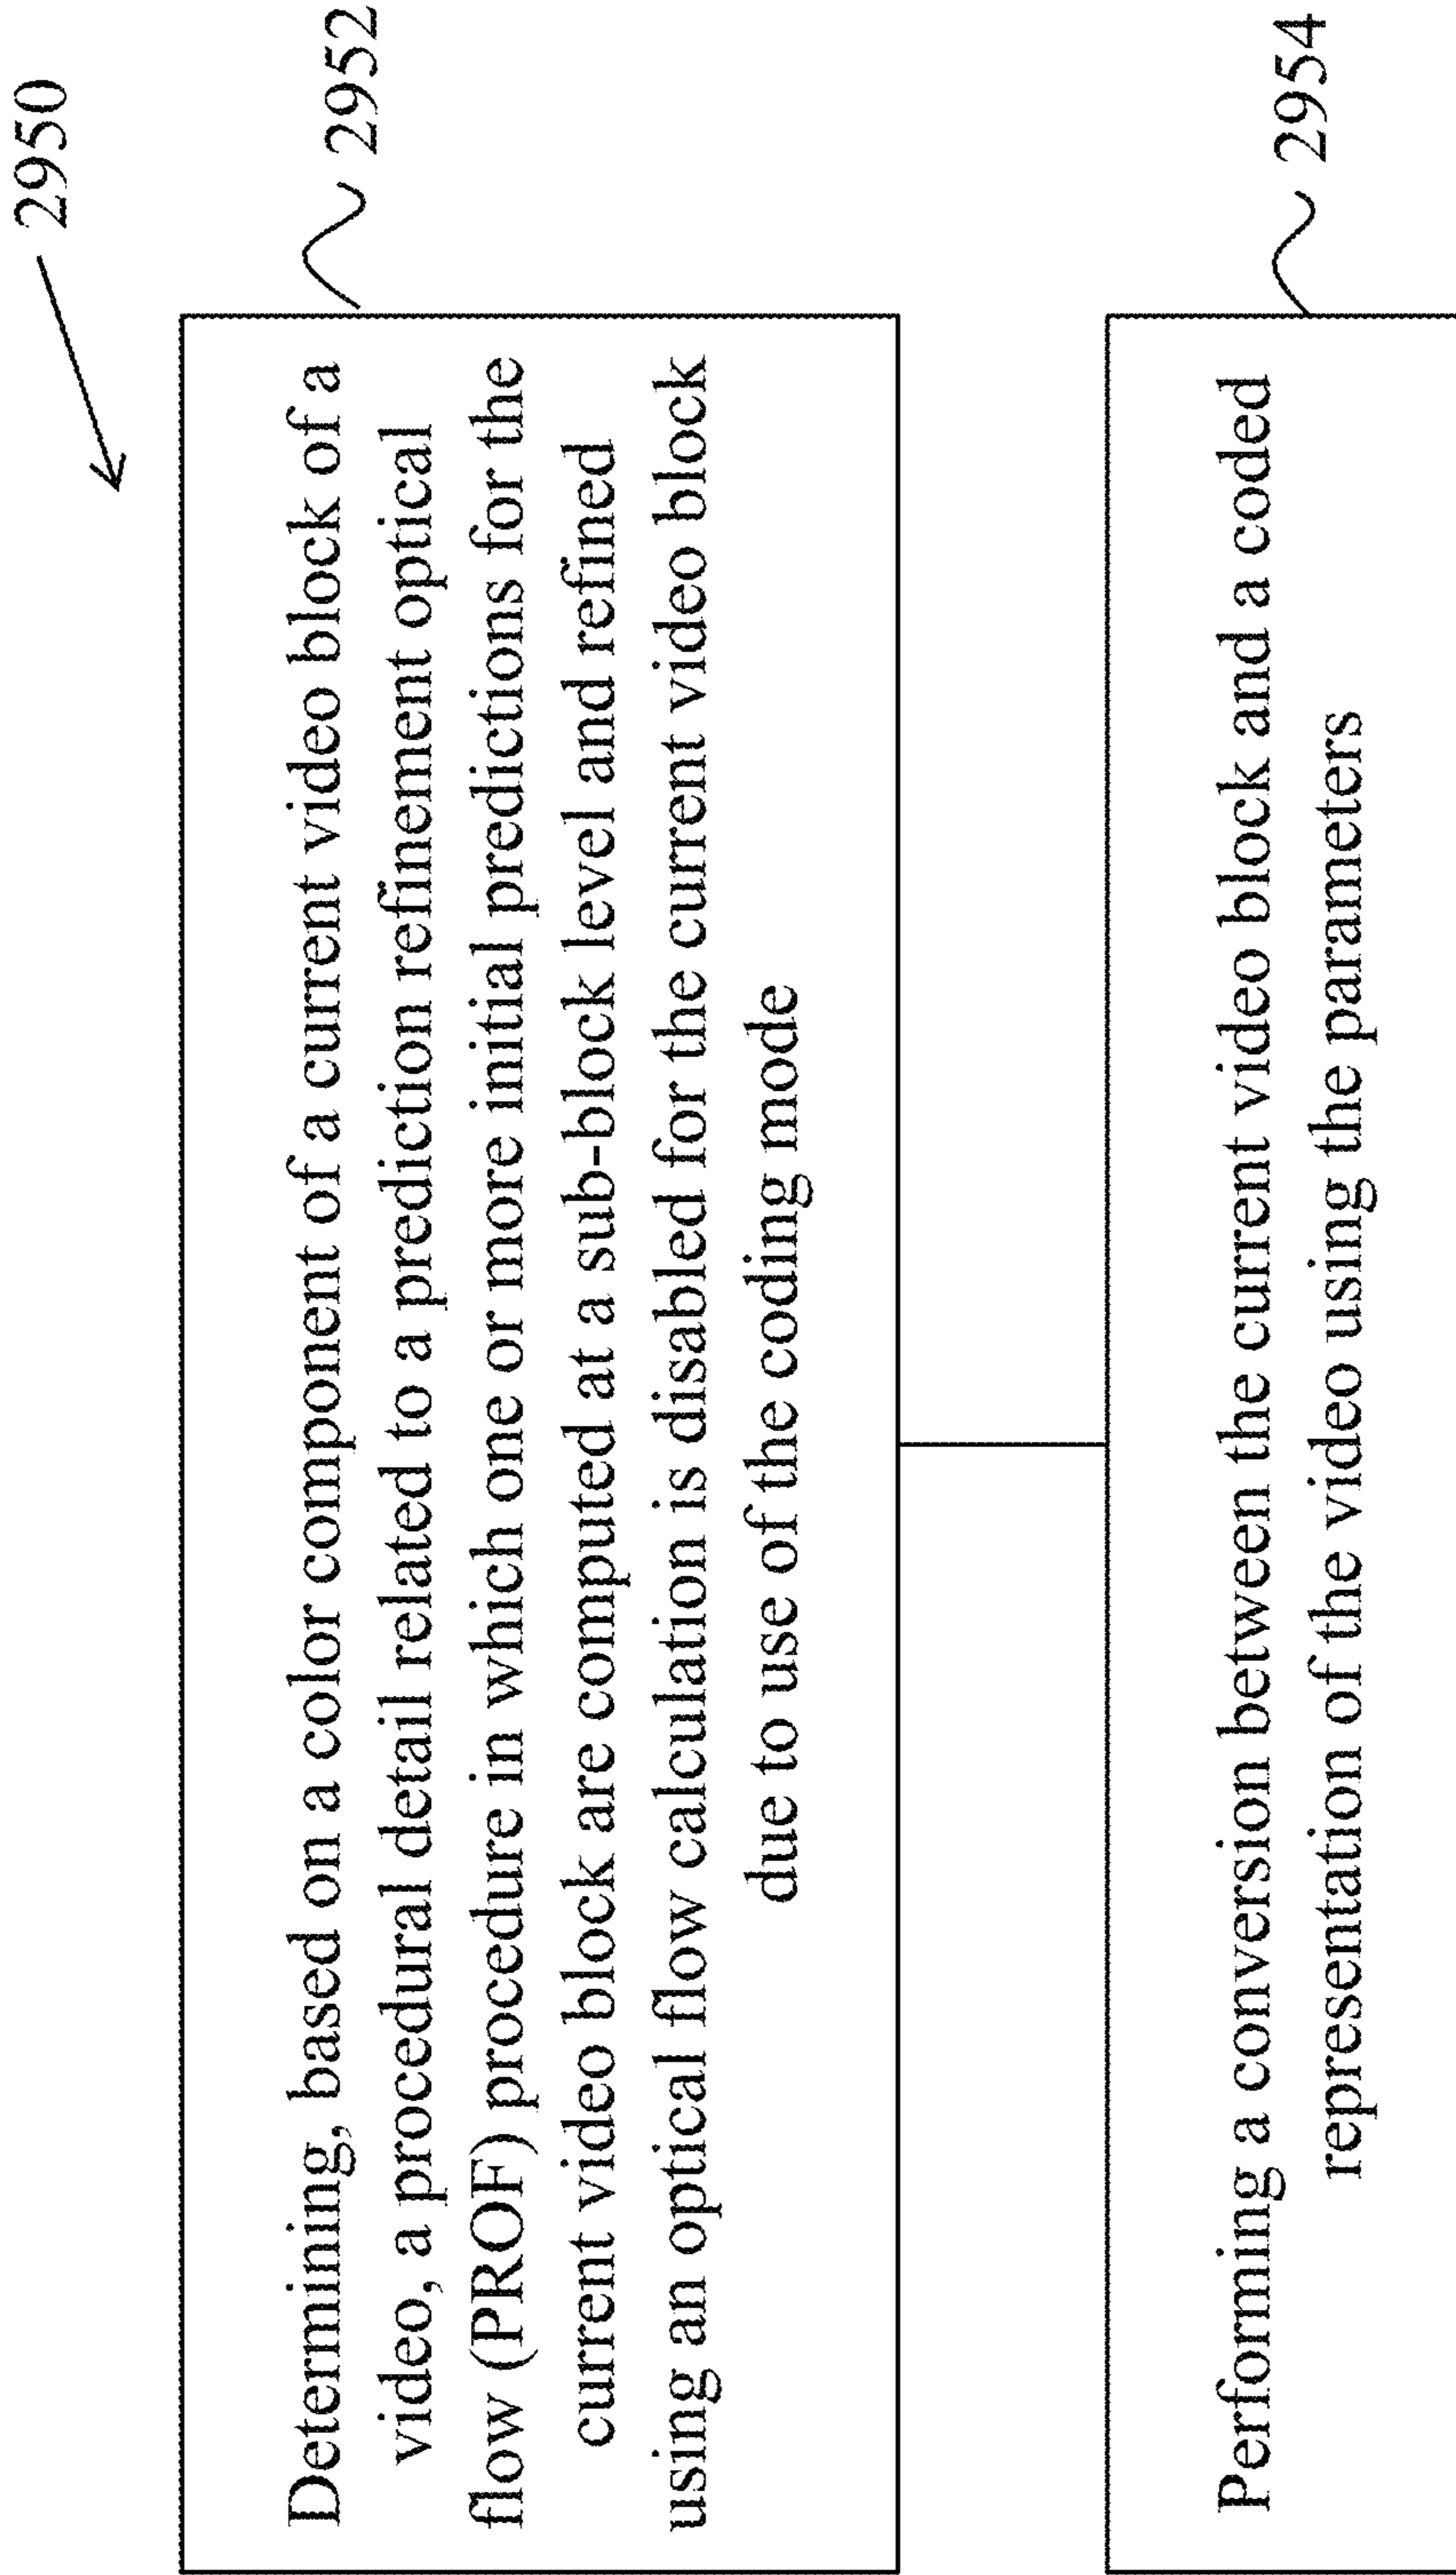 2950
Determining, based on a color component of a current video block of a
video, a procedural detail related to a prediction refinement optical
flow (PROF) procedure in which one or more initial predictions for the
current video block are computed at a sub-block level and refined
using an optical flow calculation is disabled for the current video block
due to use of the coding mode
2952
Performing a conversion between the current video block and a coded
representation of the video using the parameters
2954